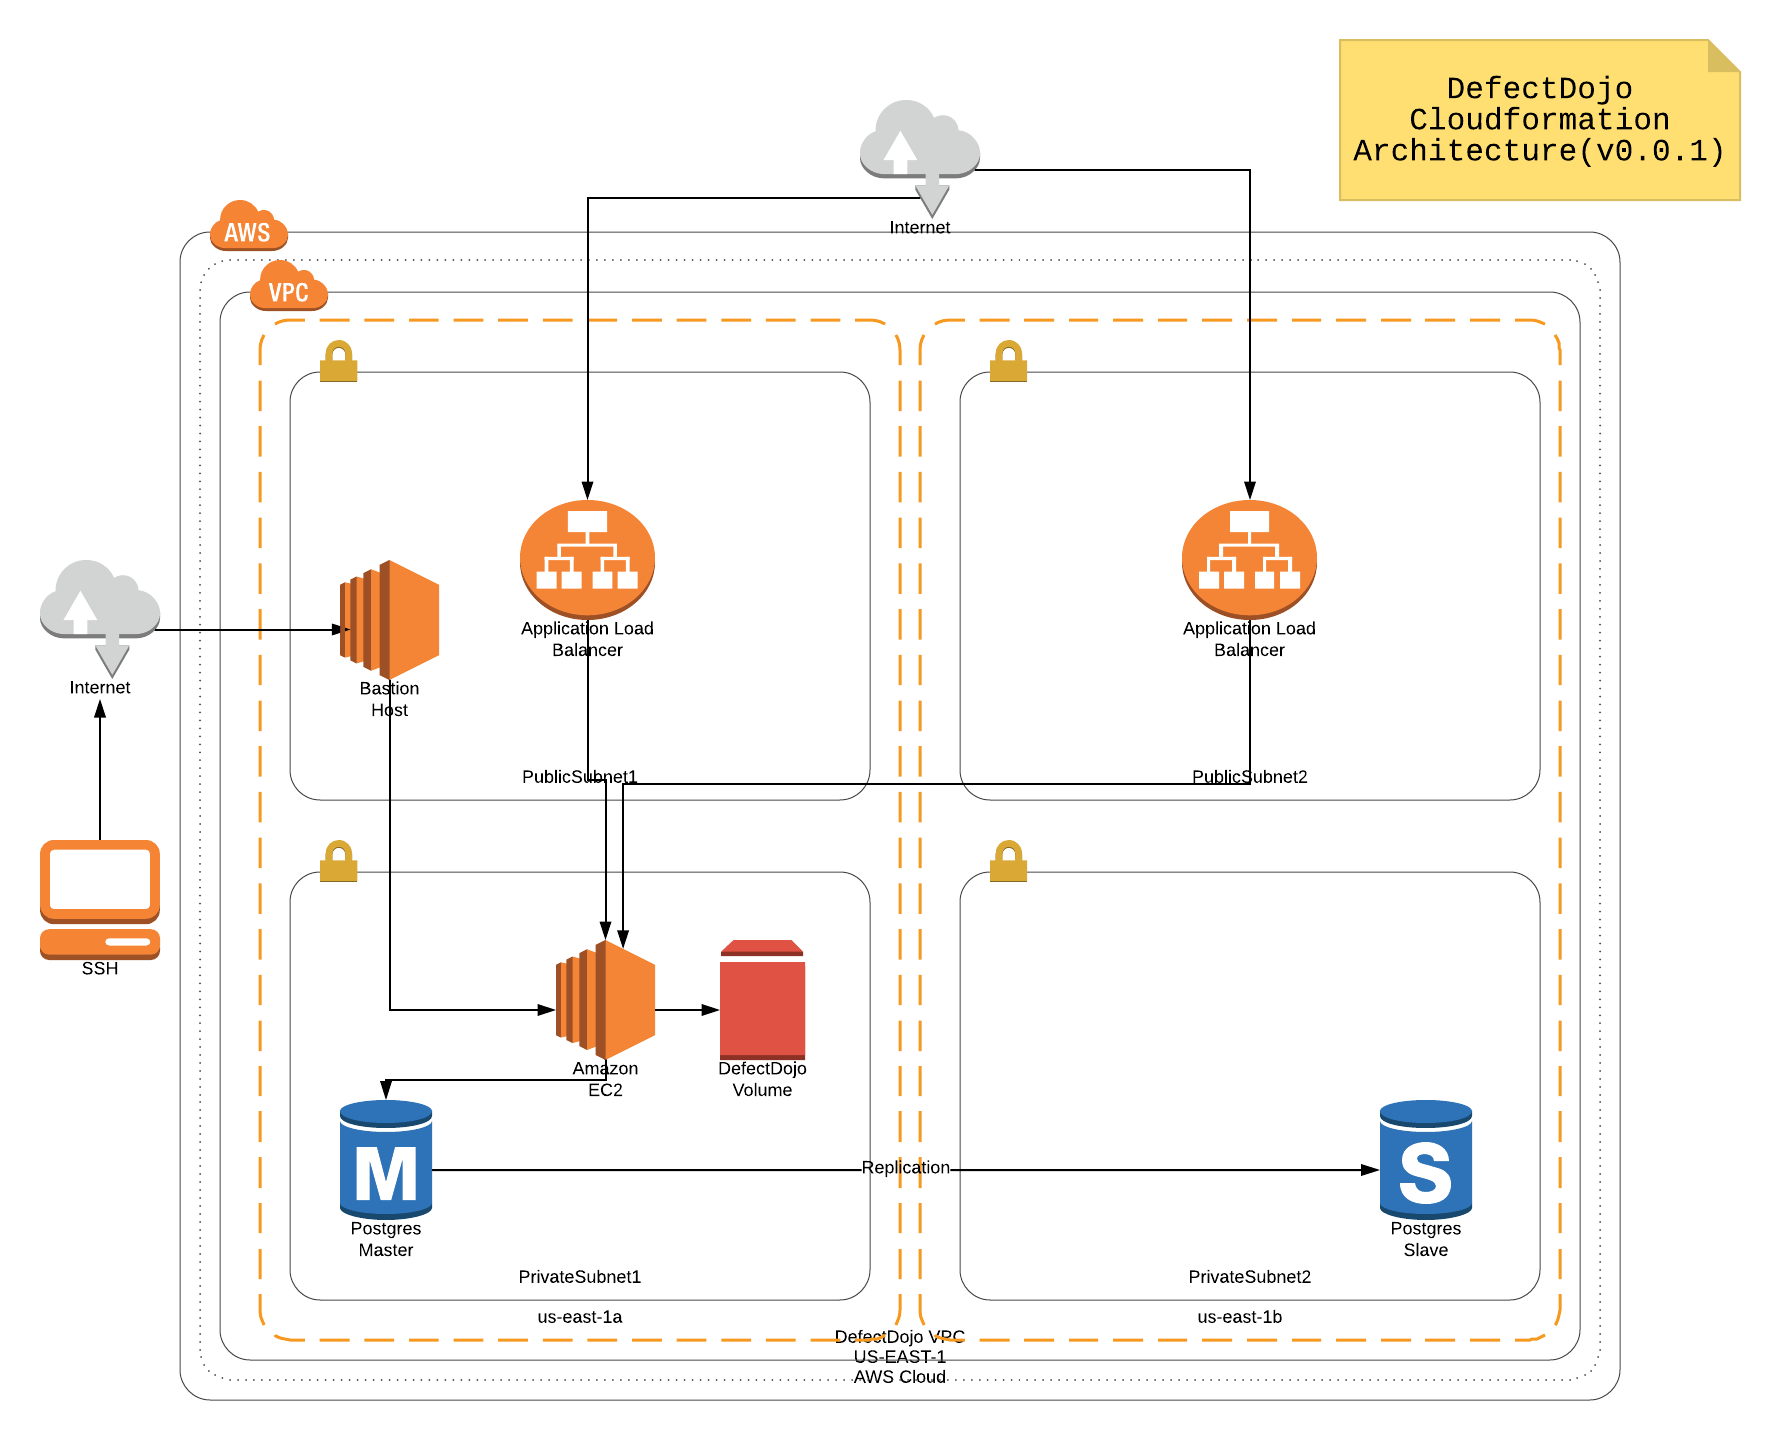 DefectDojo
Cloudformation
Architecture(v0.0.1)
Internet
AWS
VPC
Application Load
Balancer
Application Load
Balancer
Internet
Bastion
Host
PublicSubnet1
PublicSubnet2
SSH
Amazon
EC2
DefectDojo
Volume
M
Replication
S
Postgres
Master
Postgres
Slave
PrivateSubnet1
PrivateSubnet2
us-east-1a
us-east-1b
DefectDojo VPC
US-EAST-1
AWS Cloud